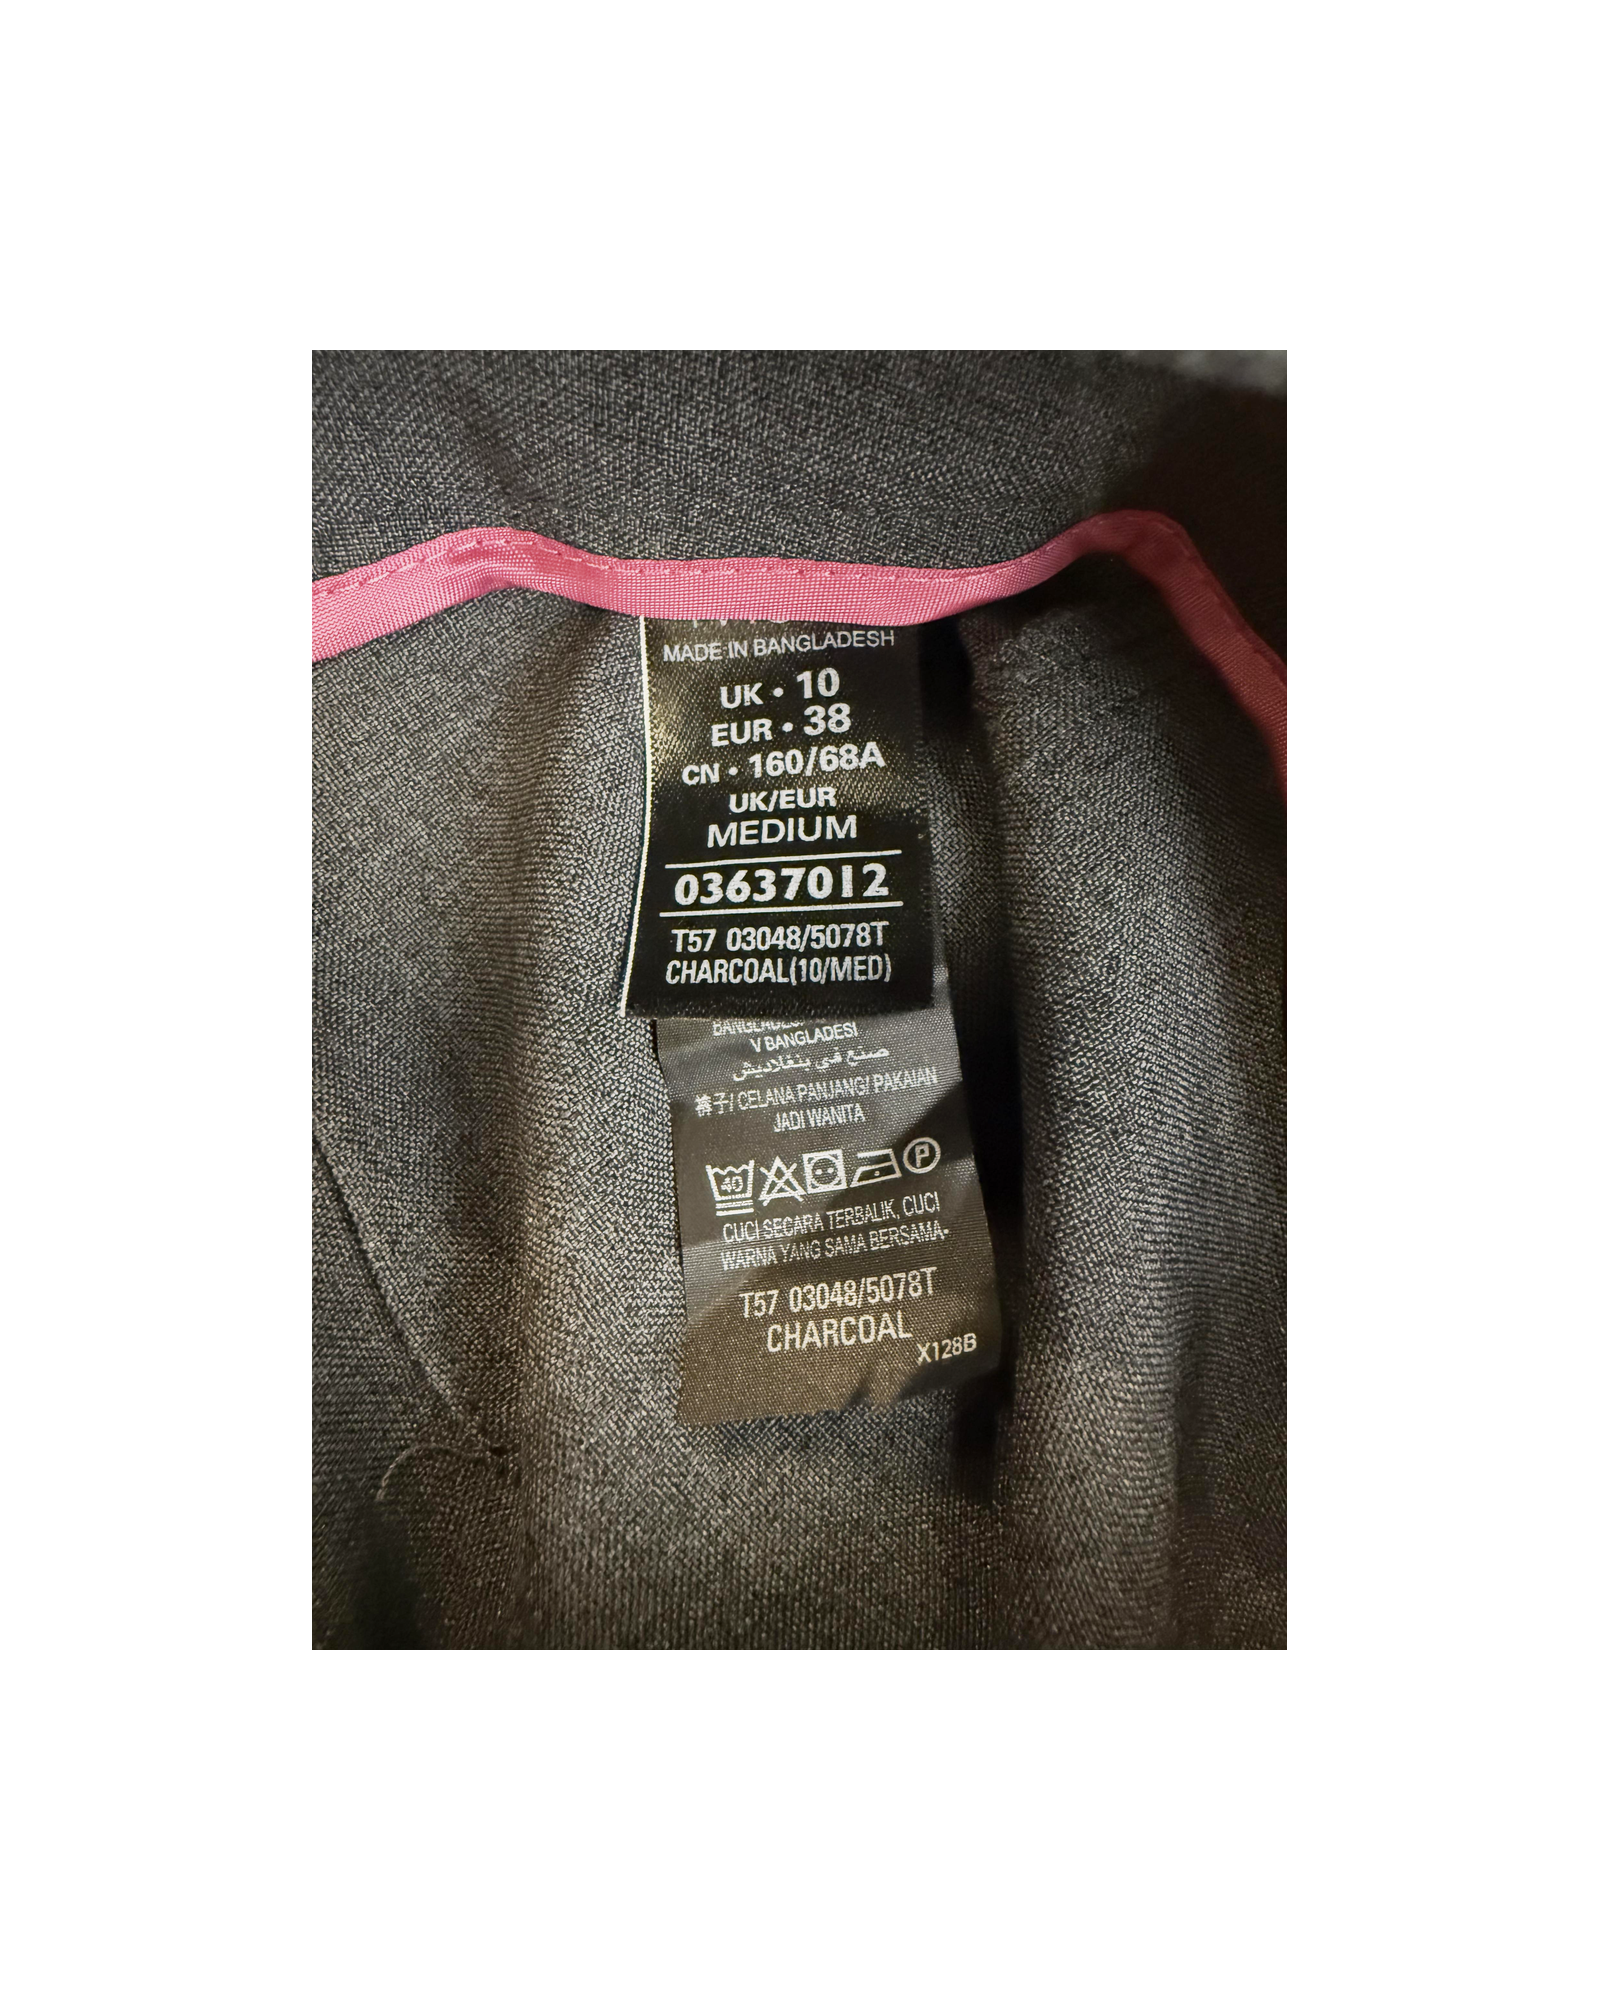 MADE IN BANGLADESH
UK • 10
EUR • 38
CN • 160/68A
UK/EUR
MEDIUM
03637012
T57 03048/5078T
CHARCOAL(10/MED)
V BANGLADESI
صنع في بنغلاديش
裤子/ CELANA PANJANG/ PAKAIAN
JADI WANITA
40
P
CUCI SECARA TERBALIK, CUCI
WARNA YANG SAMA BERSAMA-
T57 03048/5078T
CHARCOAL
X128B